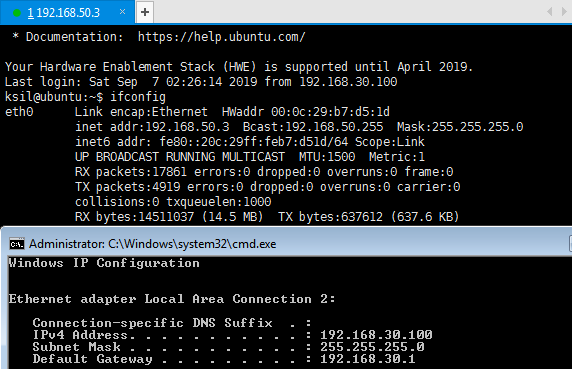 1 192.168.50.3 × +
* Documentation:  https://help.ubuntu.com/
Your Hardware Enablement Stack (HWE) is supported until April 2019.
Last login: Sat Sep  7 02:26:14 2019 from 192.168.30.100
ksil@ubuntu:~$ ifconfig
eth0      Link encap:Ethernet  HWaddr 00:0c:29:b7:d5:1d
          inet addr:192.168.50.3  Bcast:192.168.50.255  Mask:255.255.255.0
          inet6 addr: fe80::20c:29ff:feb7:d51d/64 Scope:Link
          UP BROADCAST RUNNING MULTICAST  MTU:1500  Metric:1
          RX packets:17861 errors:0 dropped:0 overruns:0 frame:0
          TX packets:4919 errors:0 dropped:0 overruns:0 carrier:0
          collisions:0 txqueuelen:1000
          RX bytes:14511037 (14.5 MB)  TX bytes:637612 (637.6 KB)
C:\. Administrator: C:\Windows\system32\cmd.exe
Windows IP Configuration
Ethernet adapter Local Area Connection 2:
   Connection-specific DNS Suffix  . :
   IPv4 Address. . . . . . . . . . . : 192.168.30.100
   Subnet Mask . . . . . . . . . . . : 255.255.255.0
   Default Gateway . . . . . . . . . : 192.168.30.1